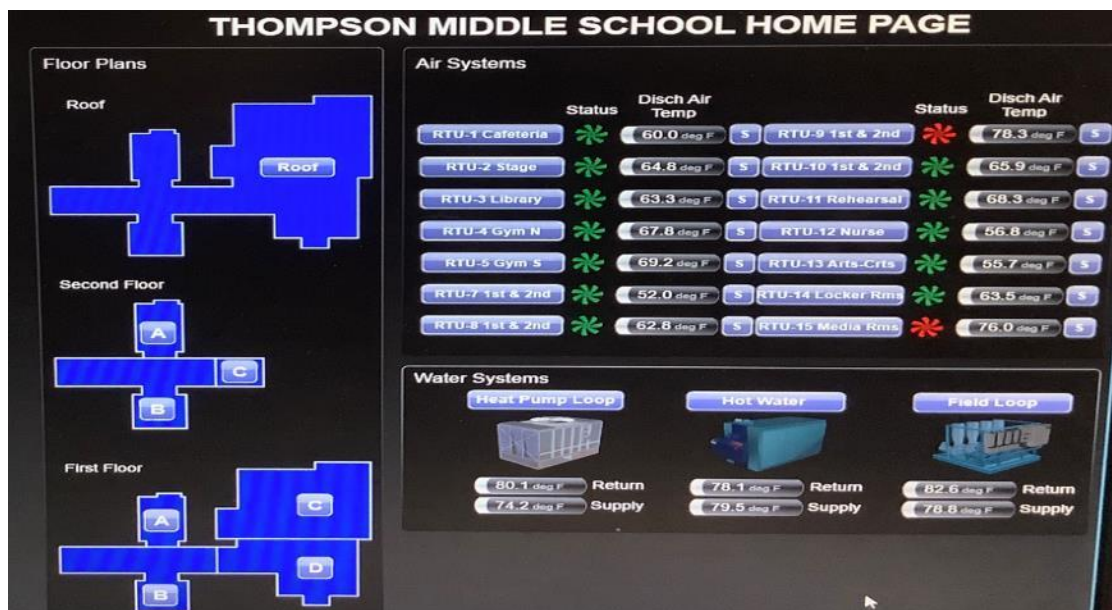 THOMPSON MIDDLE SCHOOL HOME PAGE
Floor Plans
Roof
Roof
Second Floor
A
C
B
First Floor
A
C
D
B
Air Systems
Status Disch Air Temp Status Disch Air Temp
RTU-1 Cafeteria 60.0 deg F S RTU-9 1st & 2nd 78.3 deg F S
RTU-2 Stage 64.8 deg F S RTU-10 1st & 2nd 65.9 deg F S
RTU-3 Library 63.3 deg F S RTU-11 Rehearsal 68.3 deg F S
RTU-4 Gym N 67.8 deg F S RTU-12 Nurse 56.8 deg F S
RTU-5 Gym S 69.2 deg F S RTU-13 Arts-Crts 55.7 deg F S
RTU-7 1st & 2nd 52.0 deg F S RTU-14 Locker Rms 63.5 deg F S
RTU-8 1st & 2nd 62.8 deg F S RTU-15 Media Rms 76.0 deg F S
Water Systems
Heat Pump Loop Hot Water Field Loop
80.1 deg F Return 78.1 deg F Return 82.6 deg F Return
74.2 deg F Supply 79.5 deg F Supply 78.8 deg F Supply